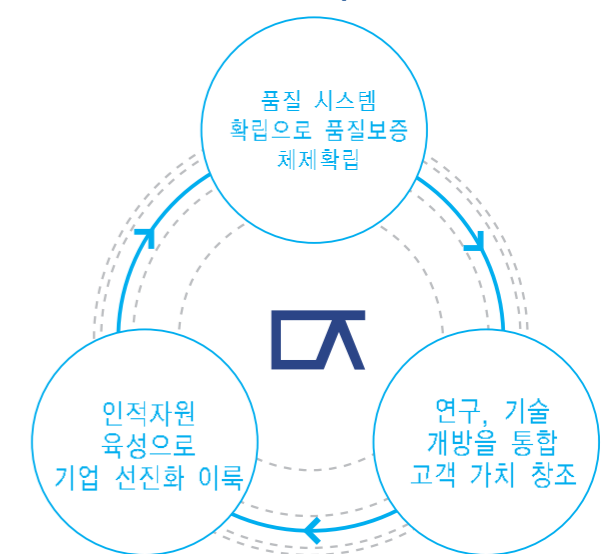 품질 시스템
확립으로 품질보증
체제확립
인적자원
육성으로
기업 선진화 이룩
연구, 기술
개방을 통합
고객 가치 창조